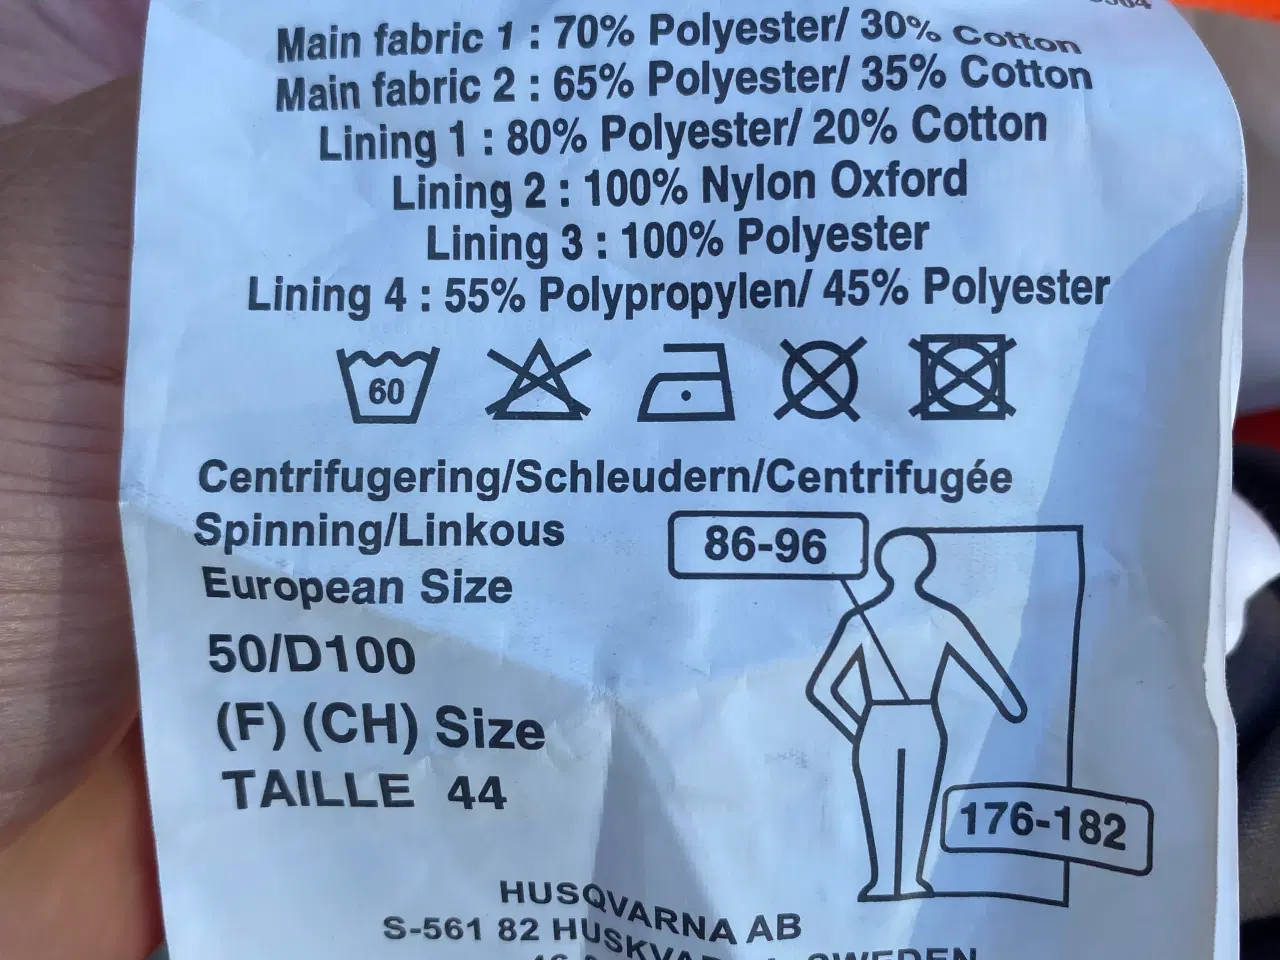 Main fabric 1 : 70% Polyester/ 30% Cotton
Main fabric 2 : 65% Polyester/ 35% Cotton
Lining 1 : 80% Polyester/ 20% Cotton
Lining 2 : 100% Nylon Oxford
Lining 3 : 100% Polyester
Lining 4 : 55% Polypropylen/ 45% Polyester
60
Centrifugering/Schleudern/Centrifugée
Spinning/Linkous
European Size
50/D100
(F) (CH) Size
TAILLE 44
86-96
176-182
HUSQVARNA AB
S-561 82 HUSKVARNA, SWEDEN